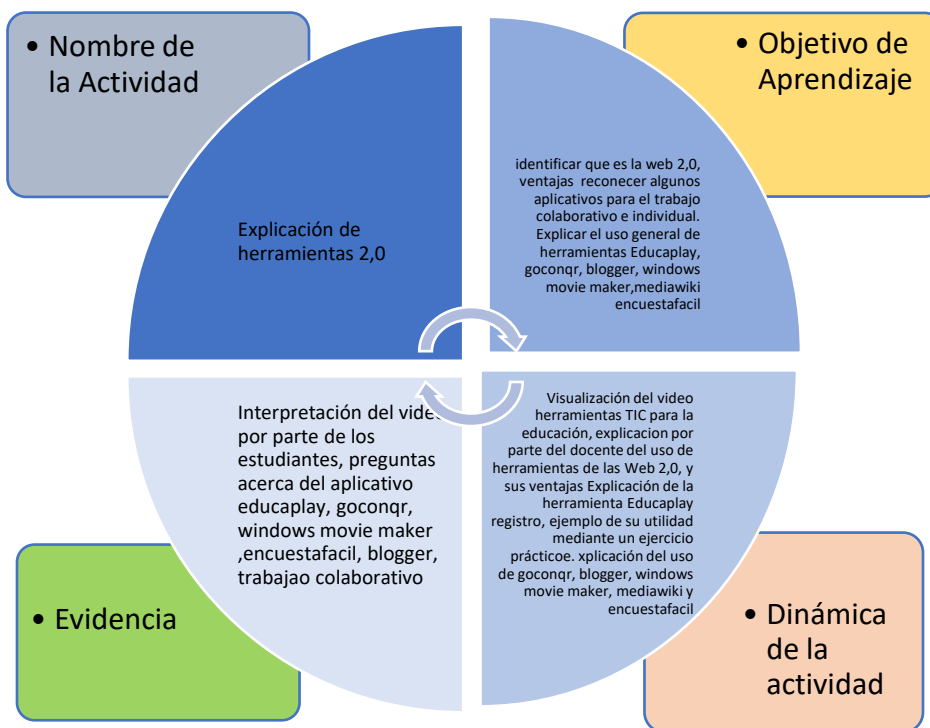 • Nombre de
la Actividad
• Objetivo de
Aprendizaje
Explicación de
herramientas 2,0
identificar que es la web 2,0,
ventajas reconocer algunos
aplicativos para el trabajo
colaborativo e individual.
Explicar el uso general de
herramientas Educaplay,
goconqr, blogger, windows
movie maker,mediawiki
encuestafacil
Interpretación del video
por parte de los
estudiantes, preguntas
acerca del aplicativo
educaplay, goconqr,
windows movie maker
,encuestafacil, blogger,
trabajao colaborativo
Visualización del video
herramientas TIC para la
educación, explicacion por
parte del docente del uso de
herramientas de las Web 2,0, y
sus ventajas Explicación de la
herramienta Educaplay
registro, ejemplo de su utilidad
mediante un ejercicio
prácticoe. xplicación del uso
de goconqr, blogger, windows
movie maker, mediawiki y
encuestafacil
• Evidencia
• Dinámica
de la
actividad